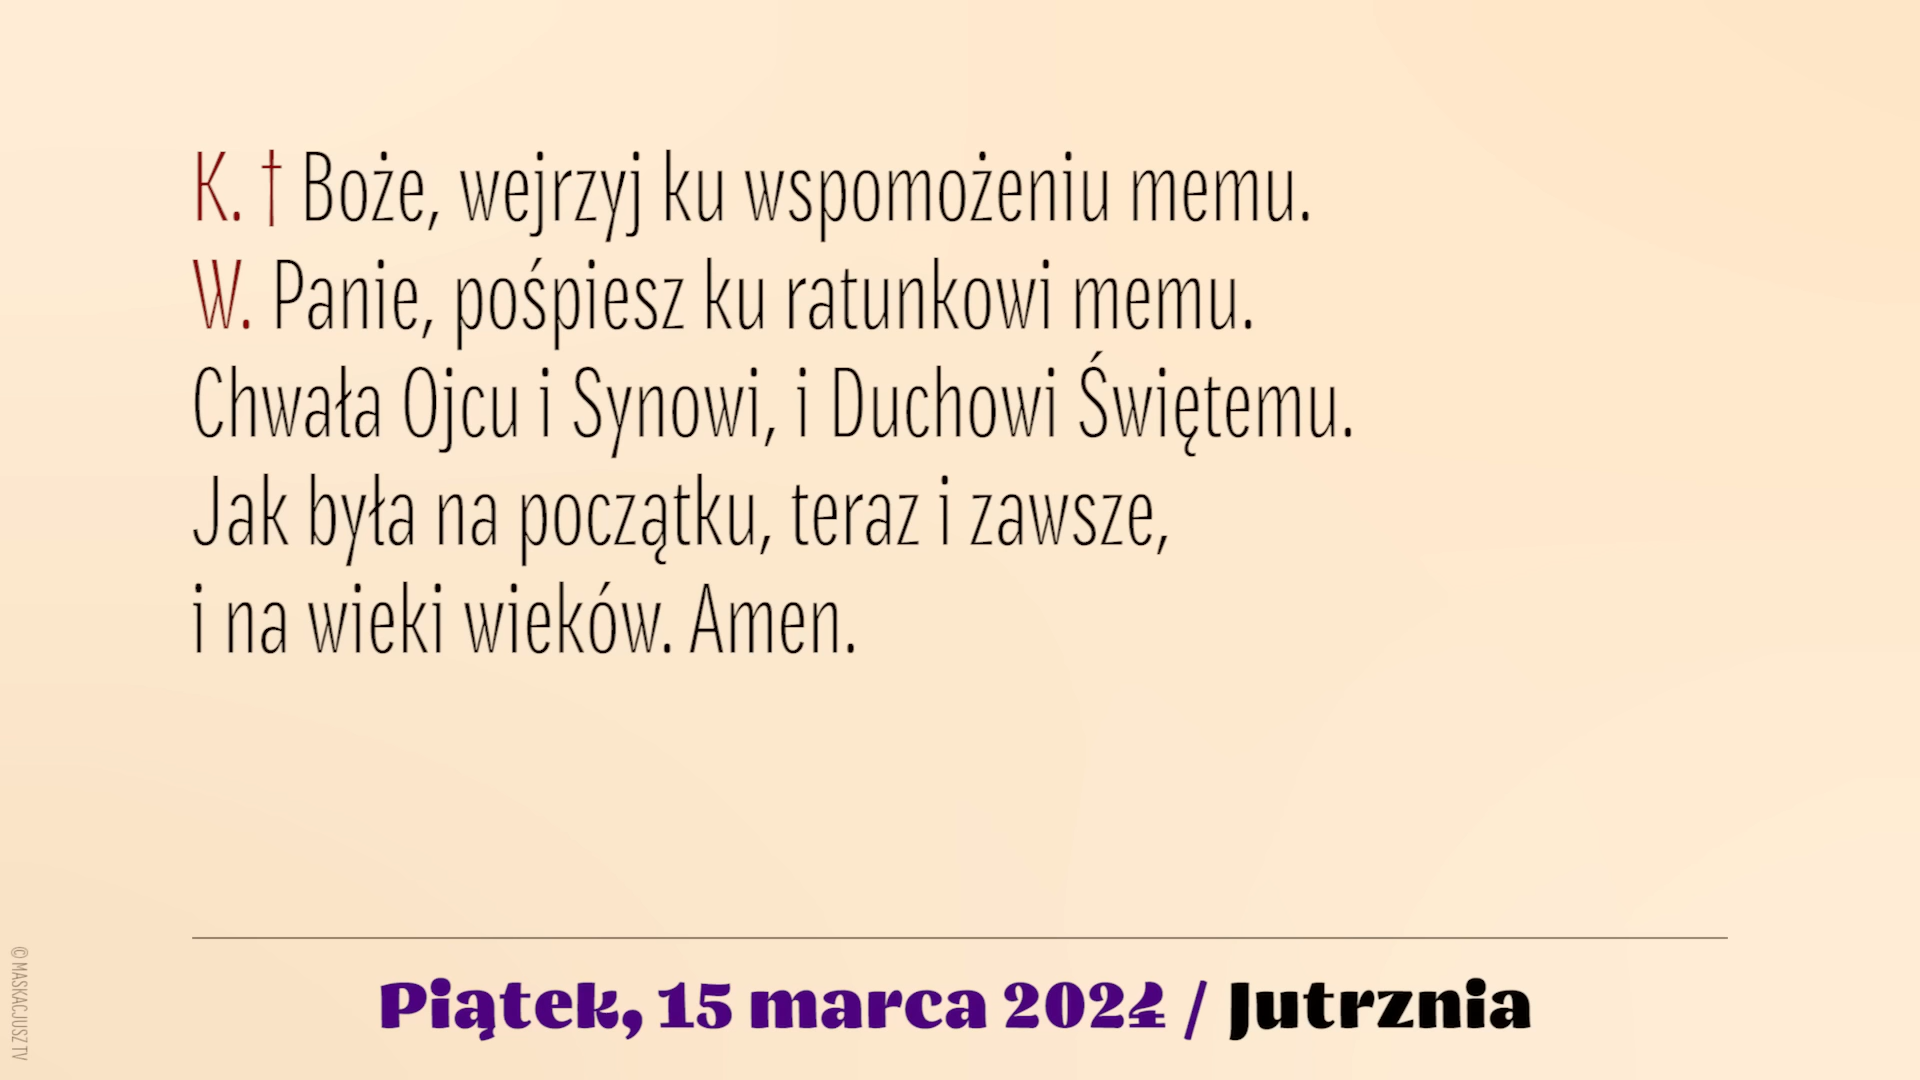 K. † Boże, wejrzyj ku wspomożeniu memu.
W. Panie, pośpiesz ku ratunkowi memu.
Chwała Ojcu i Synowi, i Duchowi Świętemu.
Jak była na początku, teraz i zawsze,
i na wieki wieków. Amen.
Piątek, 15 marca 2024 / Jutrznia
© MASKACJUSZ TV